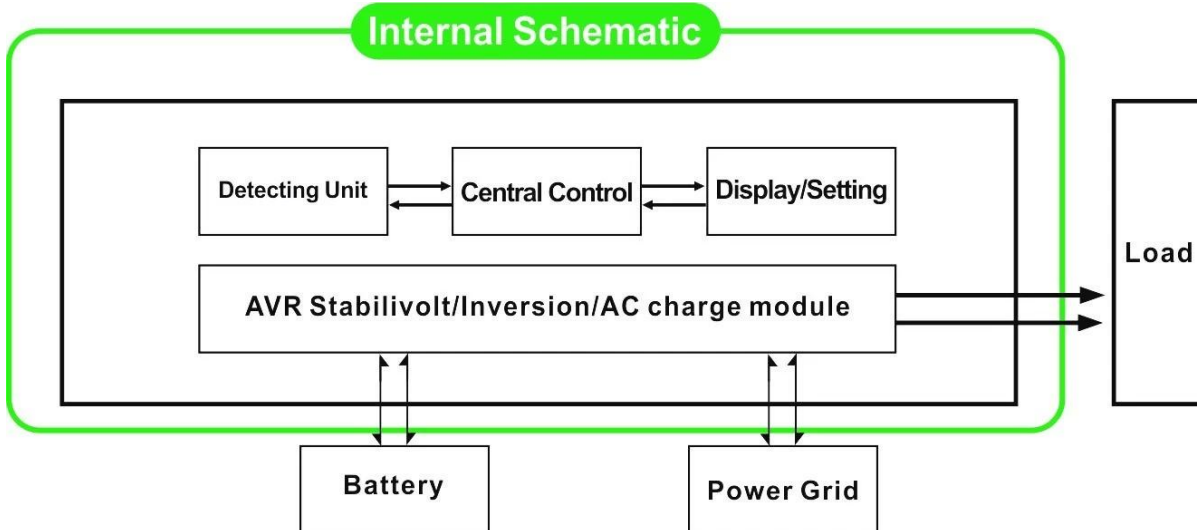 Internal Schematic
Detecting Unit
Central Control
Display/Setting
AVR Stabilivolt/Inversion/AC charge module
Load
Battery
Power Grid